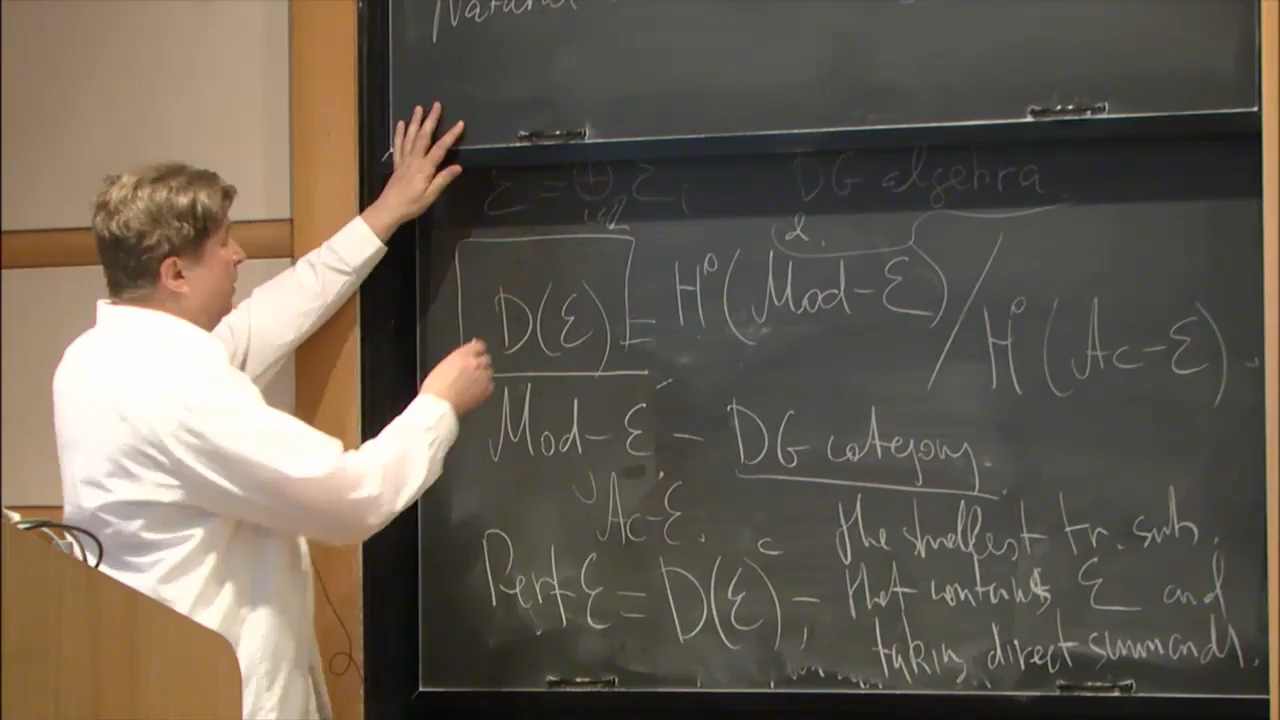 Natural
ℰ = ⊕ ℰᵢ DG algebra
i∈ℤ
D(ℰ) = H⁰(Mod-ℰ) / H⁰(Ac-ℰ).
Mod-ℰ - DG category.
∪ Ac-ℰ.
Perf ℰ = D(ℰ)ᶜ - the smallest tr. sub.
that contains ℰ and
taking direct summands.